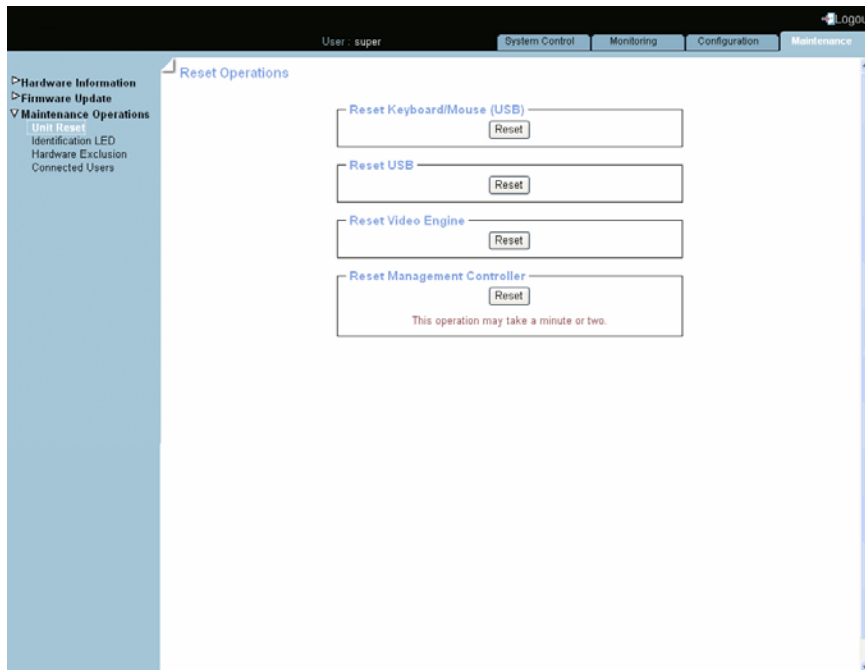 Logou
User : super
System Control
Monitoring
Configuration
Maintenance
Hardware Information
Firmware Update
Maintenance Operations
Unit Reset
Identification LED
Hardware Exclusion
Connected Users
Reset Operations
Reset Keyboard/Mouse (USB)
Reset
Reset USB
Reset
Reset Video Engine
Reset
Reset Management Controller
Reset
This operation may take a minute or two.